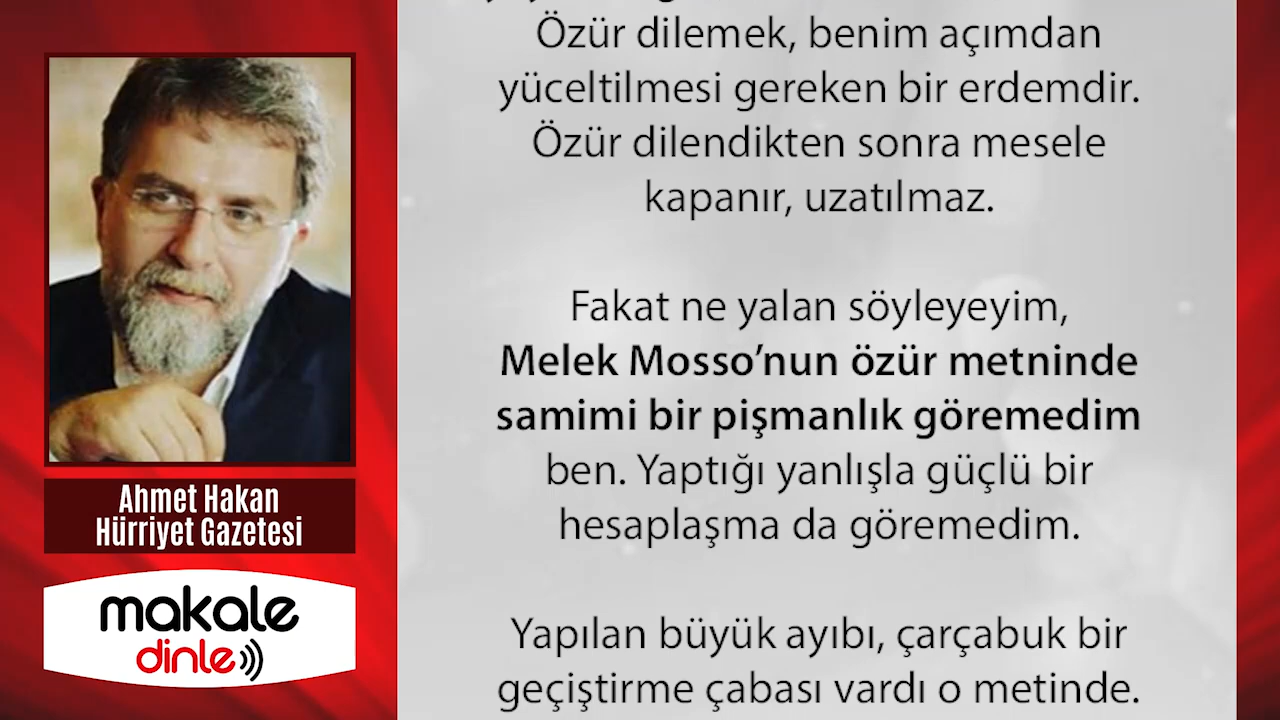 Özür dilemek, benim açımdan
yüceltilmesi gereken bir erdemdir.
Özür dilendikten sonra mesele
kapanır, uzatılmaz.
Fakat ne yalan söyleyeyim,
Melek Mosso’nun özür metninde
samimi bir pişmanlık göremedim
ben. Yaptığı yanlışla güçlü bir
hesaplaşma da göremedim.
Yapılan büyük ayıbı, çarçabuk bir
geçiştirme çabası vardı o metinde.
Ahmet Hakan
Hürriyet Gazetesi
makale
dinle